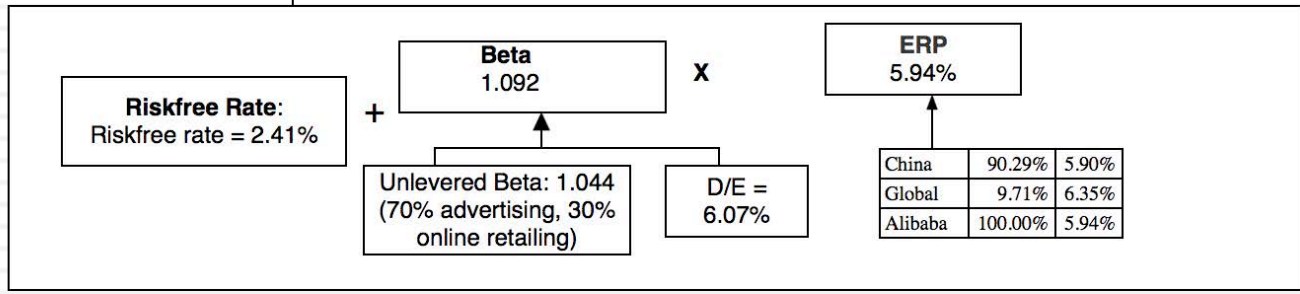 Riskfree Rate:
Riskfree rate = 2.41%
+
Beta
1.092
X
ERP
5.94%
Unlevered Beta: 1.044
(70% advertising, 30%
online retailing)
D/E =
6.07%
China 90.29% 5.90%
Global 9.71% 6.35%
Alibaba 100.00% 5.94%